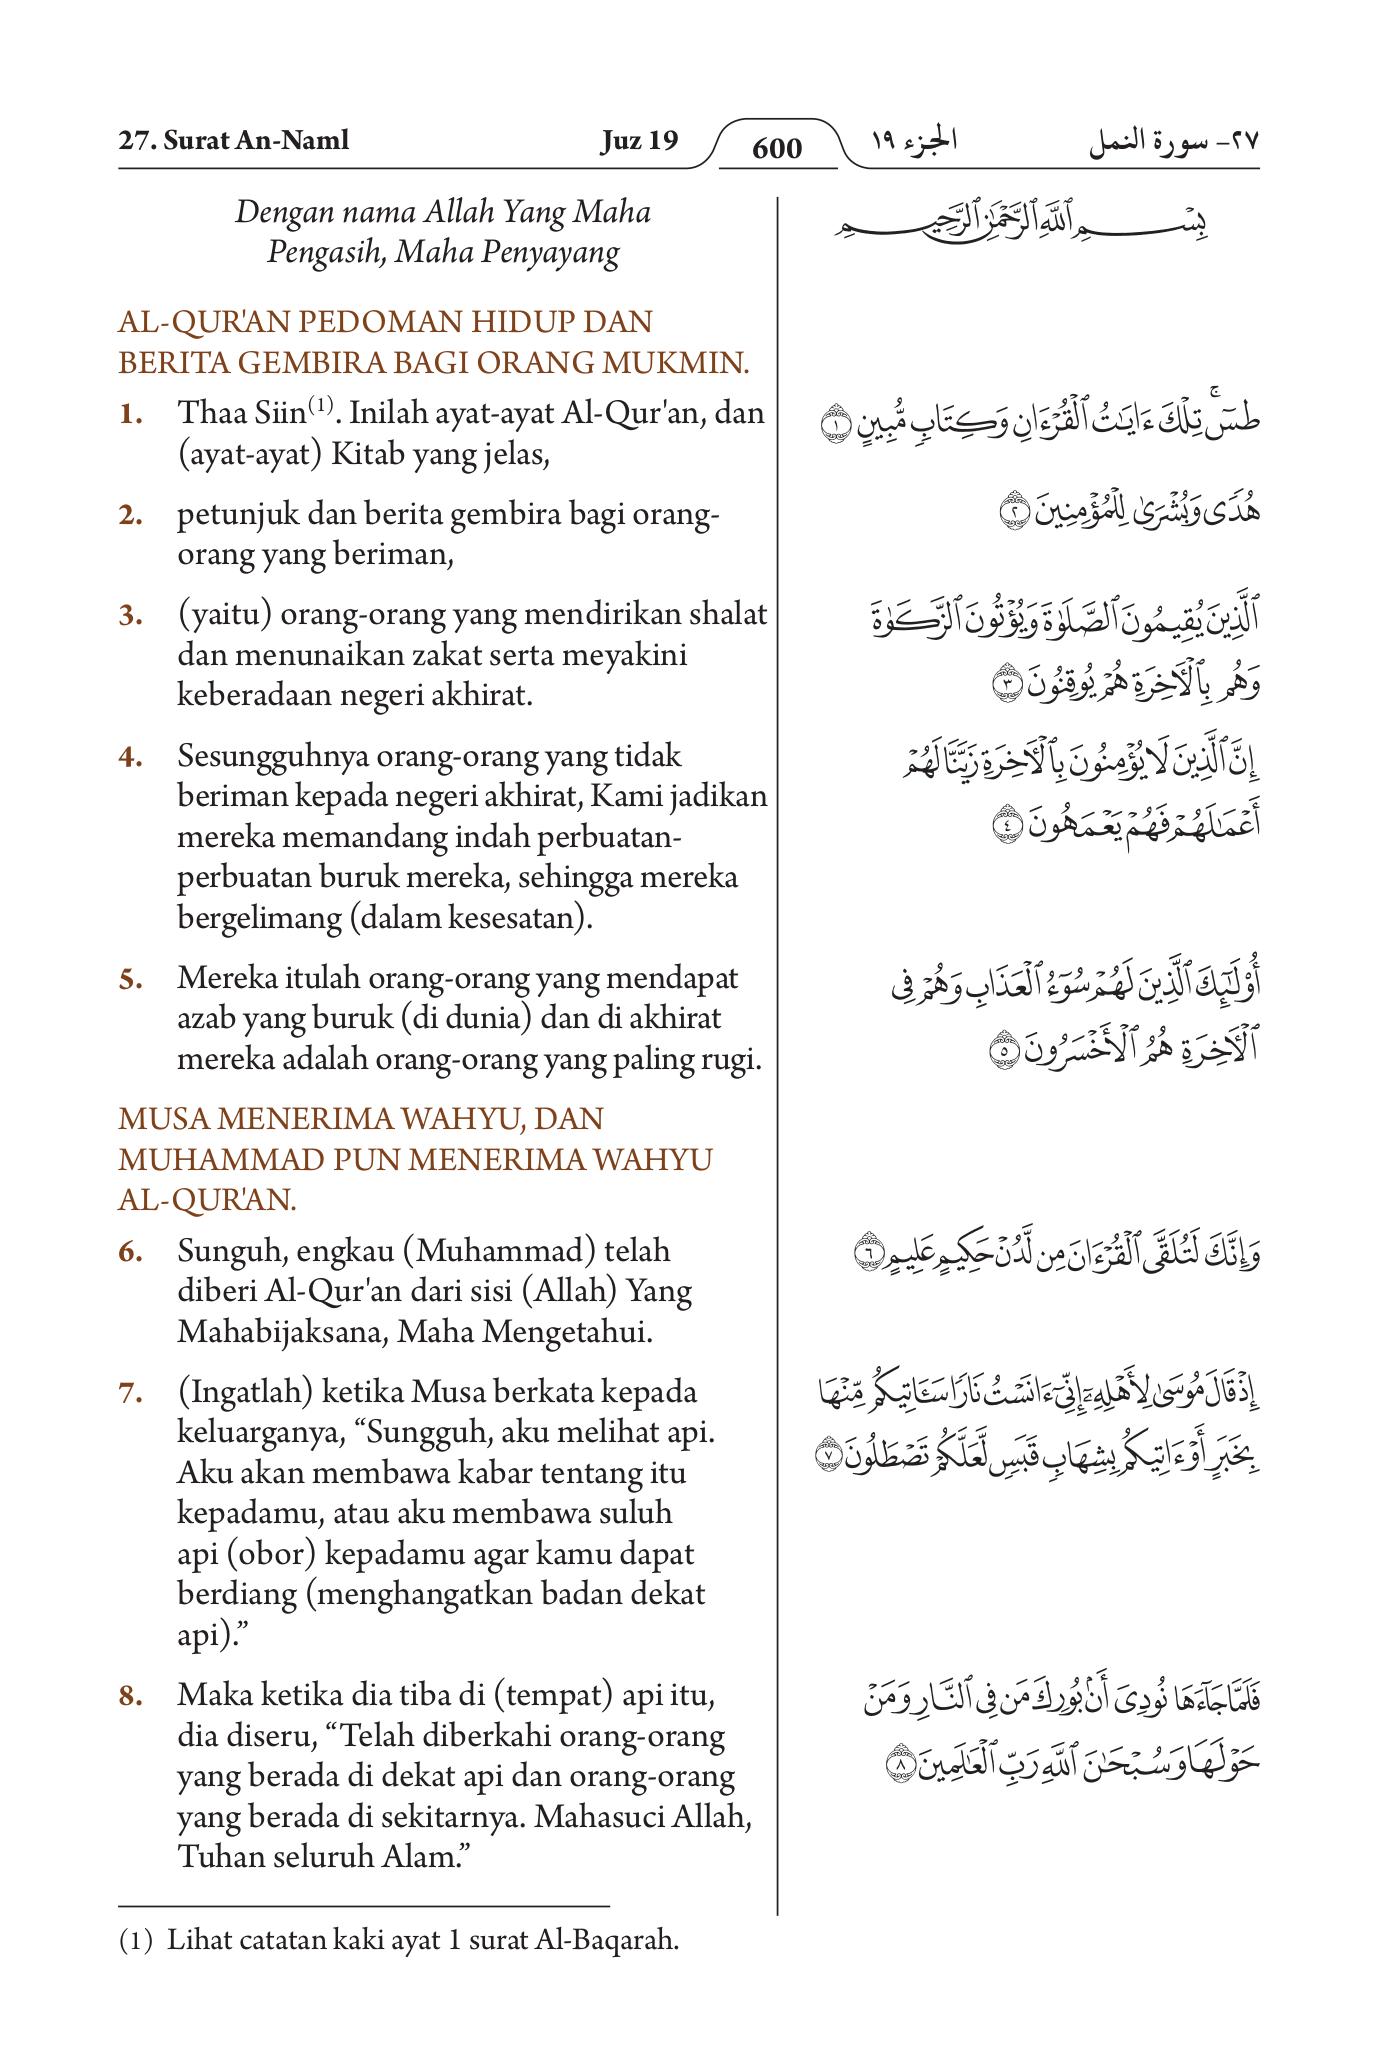 27. Surat An-Naml Juz 19 600 الجزء ١٩ ٢٧– سورة النمل
Dengan nama Allah Yang Maha
Pengasih, Maha Penyayang
AL-QUR'AN PEDOMAN HIDUP DAN
BERITA GEMBIRA BAGI ORANG MUKMIN.
1. Thaa Siin(1). Inilah ayat-ayat Al-Qur'an, dan
(ayat-ayat) Kitab yang jelas,
2. petunjuk dan berita gembira bagi orang-
orang yang beriman,
3. (yaitu) orang-orang yang mendirikan shalat
dan menunaikan zakat serta meyakini
keberadaan negeri akhirat.
4. Sesungguhnya orang-orang yang tidak
beriman kepada negeri akhirat, Kami jadikan
mereka memandang indah perbuatan-
perbuatan buruk mereka, sehingga mereka
bergelimang (dalam kesesatan).
5. Mereka itulah orang-orang yang mendapat
azab yang buruk (di dunia) dan di akhirat
mereka adalah orang-orang yang paling rugi.
MUSA MENERIMA WAHYU, DAN
MUHAMMAD PUN MENERIMA WAHYU
AL-QUR'AN.
6. Sunguh, engkau (Muhammad) telah
diberi Al-Qur'an dari sisi (Allah) Yang
Mahabijaksana, Maha Mengetahui.
7. (Ingatlah) ketika Musa berkata kepada
keluarganya, “Sungguh, aku melihat api.
Aku akan membawa kabar tentang itu
kepadamu, atau aku membawa suluh
api (obor) kepadamu agar kamu dapat
berdiang (menghangatkan badan dekat
api).”
8. Maka ketika dia tiba di (tempat) api itu,
dia diseru, “Telah diberkahi orang-orang
yang berada di dekat api dan orang-orang
yang berada di sekitarnya. Mahasuci Allah,
Tuhan seluruh Alam.”
(1) Lihat catatan kaki ayat 1 surat Al-Baqarah.
بِسْمِ ٱللَّهِ ٱلرَّحْمَٰنِ ٱلرَّحِيمِ
طسٓۚ تِلْكَ ءَايَٰتُ ٱلْقُرْءَانِ وَكِتَابٍ مُّبِينٍ ١
هُدًى وَبُشْرَىٰ لِلْمُؤْمِنِينَ ٢
ٱلَّذِينَ يُقِيمُونَ ٱلصَّلَوٰةَ وَيُؤْتُونَ ٱلزَّكَوٰةَ
وَهُم بِٱلْءَاخِرَةِ هُمْ يُوقِنُونَ ٣
إِنَّ ٱلَّذِينَ لَا يُؤْمِنُونَ بِٱلْءَاخِرَةِ زَيَّنَّا لَهُمْ
أَعْمَٰلَهُمْ فَهُمْ يَعْمَهُونَ ٤
أُو۟لَٰٓئِكَ ٱلَّذِينَ لَهُمْ سُوٓءُ ٱلْعَذَابِ وَهُمْ فِى
ٱلْءَاخِرَةِ هُمُ ٱلْأَخْسَرُونَ ٥
وَإِنَّكَ لَتُلَقَّى ٱلْقُرْءَانَ مِن لَّدُنْ حَكِيمٍ عَلِيمٍ ٦
إِذْ قَالَ مُوسَىٰ لِأَهْلِهِۦٓ إِنِّىٓ ءَانَسْتُ نَارًا سَـَٔاتِيكُم مِّنْهَا
بِخَبَرٍ أَوْ ءَاتِيكُم بِشِهَابٍ قَبَسٍ لَّعَلَّكُمْ تَصْطَلُونَ ٧
فَلَمَّا جَآءَهَا نُودِىَ أَنۢ بُورِكَ مَن فِى ٱلنَّارِ وَمَنْ
حَوْلَهَا وَسُبْحَٰنَ ٱللَّهِ رَبِّ ٱلْعَٰلَمِينَ ٨